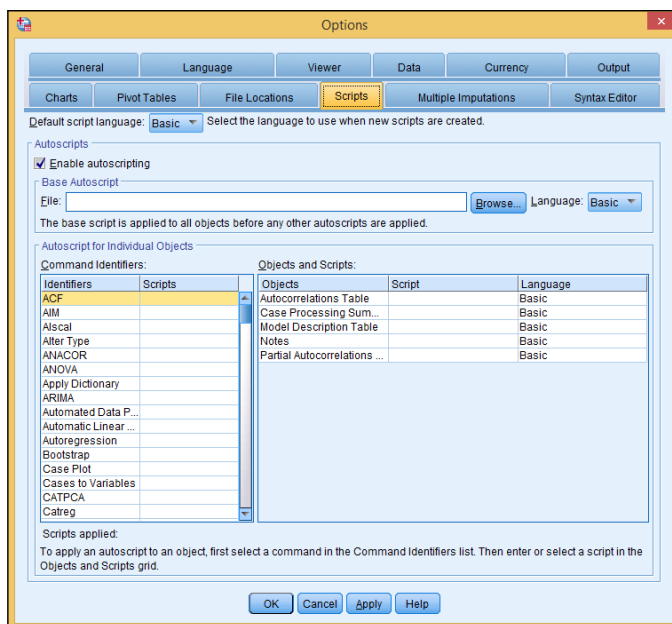 Options
General Language Viewer Data Currency Output
Charts Pivot Tables File Locations Scripts Multiple Imputations Syntax Editor
Default script language: Basic Select the language to use when new scripts are created.
Autoscripts
Enable autoscripting
Base Autoscript
File: Browse... Language: Basic
The base script is applied to all objects before any other autoscripts are applied.
Autoscript for Individual Objects
Command Identifiers: Objects and Scripts:
Identifiers Scripts Objects Script Language
ACF Autocorrelations Table Basic
AIM Case Processing Sum... Basic
Alscal Model Description Table Basic
Alter Type Notes Basic
ANACOR Partial Autocorrelations ... Basic
ANOVA
Apply Dictionary
ARIMA
Automated Data P...
Automatic Linear ...
Autoregression
Bootstrap
Case Plot
Cases to Variables
CATPCA
Catreg
Scripts applied:
To apply an autoscript to an object, first select a command in the Command Identifiers list. Then enter or select a script in the
Objects and Scripts grid.
OK Cancel Apply Help